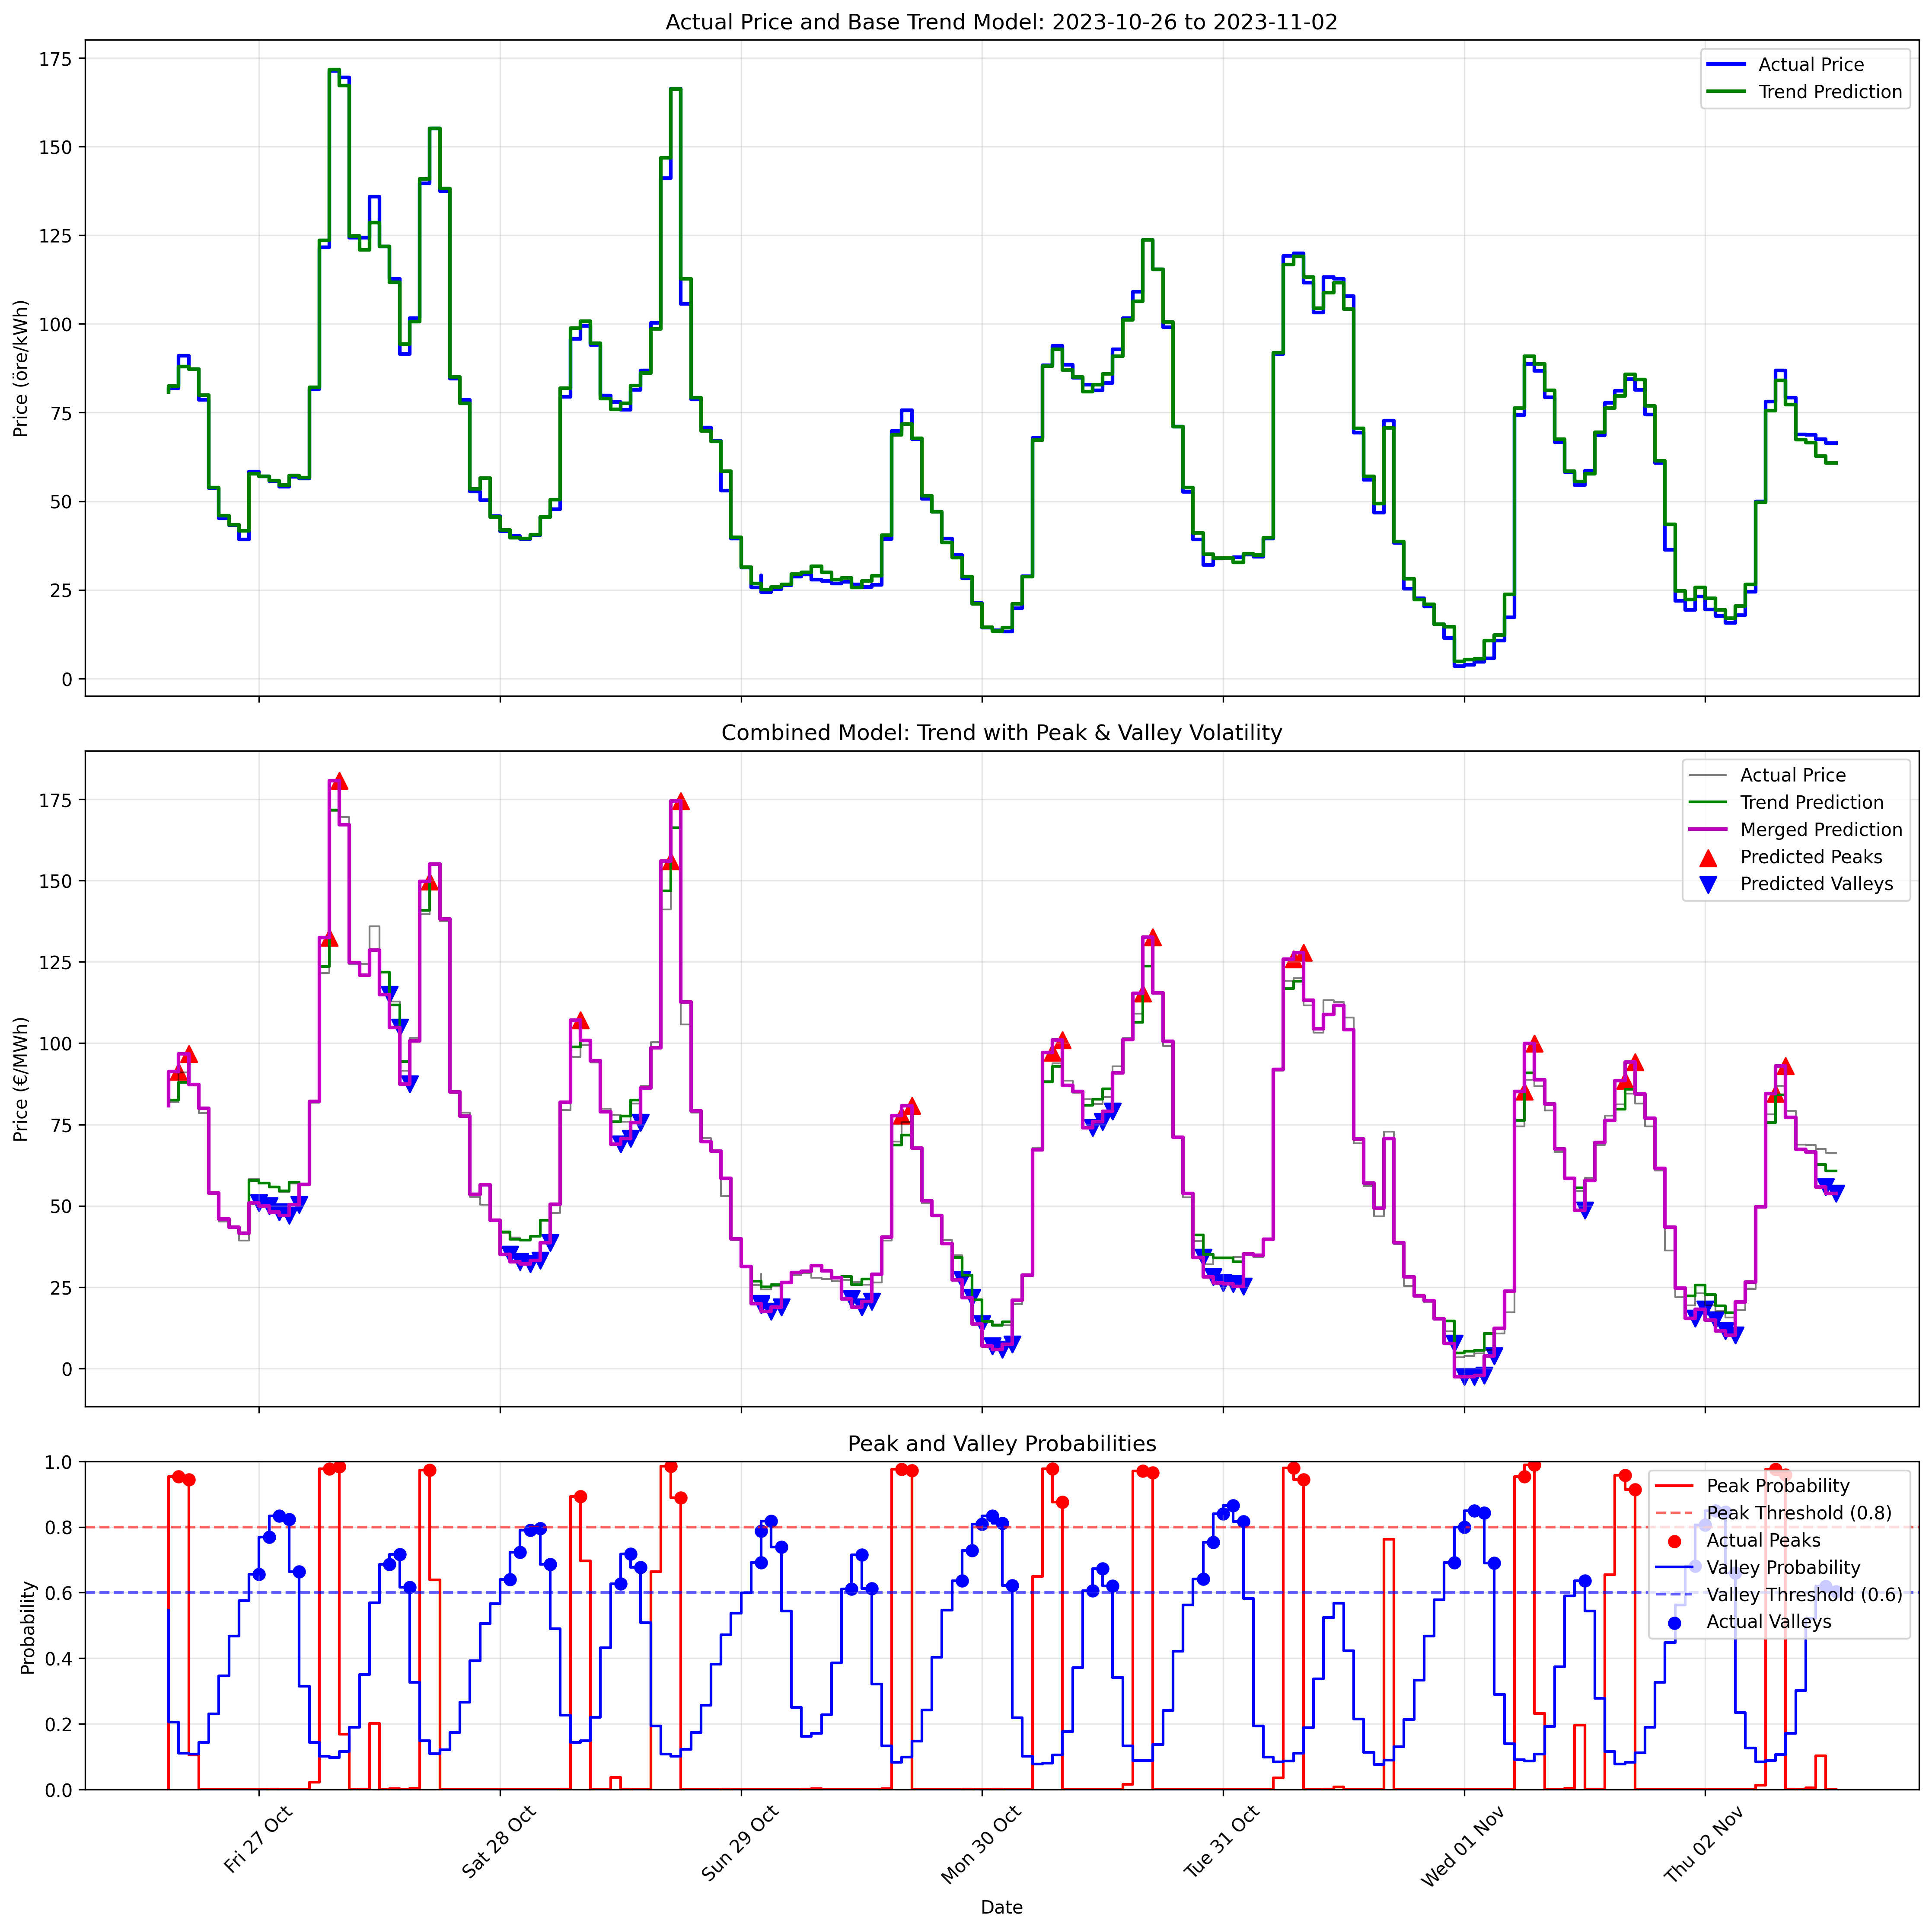 Actual Price and Base Trend Model: 2023-10-26 to 2023-11-02
Price (öre/kWh)
175
150
125
100
75
50
25
0
Actual Price
Trend Prediction
Combined Model: Trend with Peak & Valley Volatility
Price (€/MWh)
175
150
125
100
75
50
25
0
Actual Price
Trend Prediction
Merged Prediction
Predicted Peaks
Predicted Valleys
Peak and Valley Probabilities
Probability
1.0
0.8
0.6
0.4
0.2
0.0
Peak Probability
Peak Threshold (0.8)
Actual Peaks
Valley Probability
Valley Threshold (0.6)
Actual Valleys
Fri 27 Oct
Sat 28 Oct
Sun 29 Oct
Mon 30 Oct
Tue 31 Oct
Wed 01 Nov
Thu 02 Nov
Date